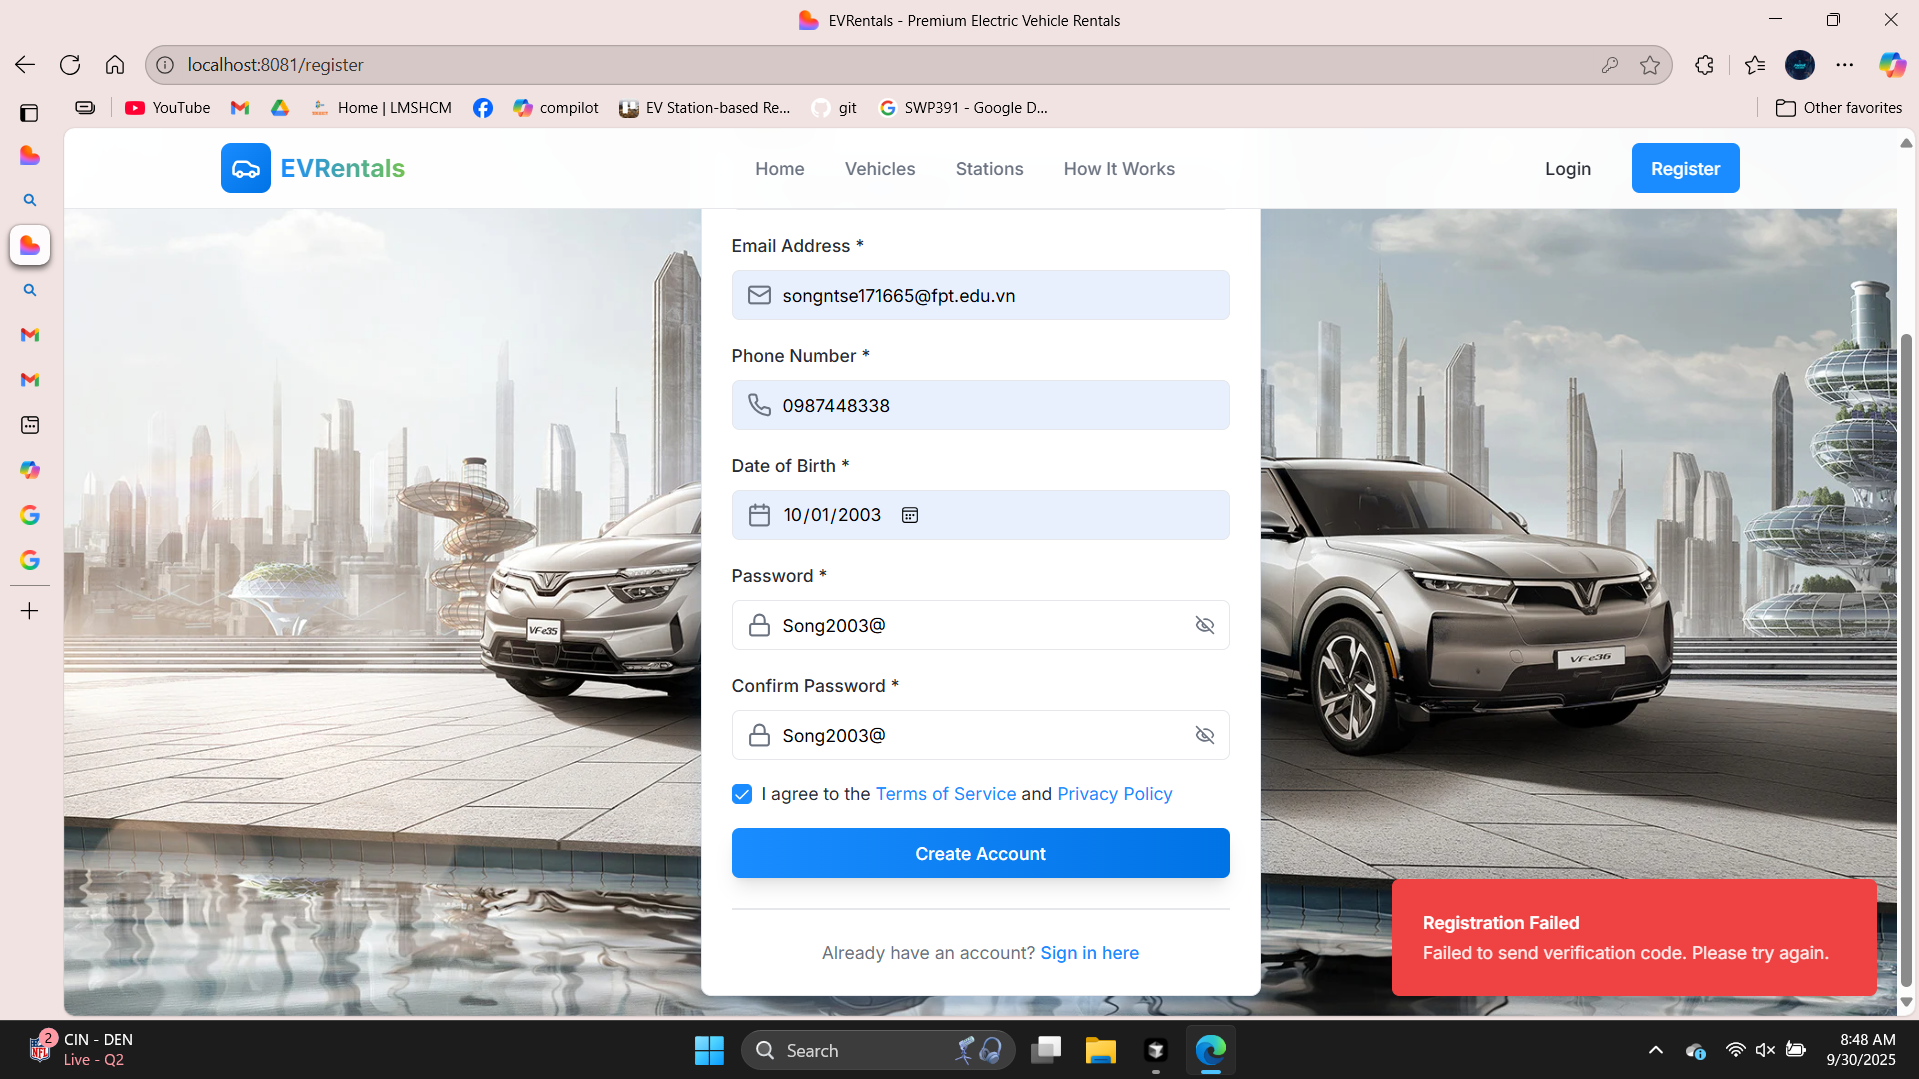 EVRentals - Premium Electric Vehicle Rentals
localhost:8081/register
YouTube
Home | LMSHCM
compilot
EV Station-based Re...
git
SWP391 - Google D...
Other favorites
EVRentals
Home
Vehicles
Stations
How It Works
Login
Register
Email Address *
songntse171665@fpt.edu.vn
Phone Number *
0987448338
Date of Birth *
10/01/2003
Password *
Song2003@
Confirm Password *
Song2003@
I agree to the Terms of Service and Privacy Policy
Create Account
Already have an account? Sign in here
VFe35
VFe36
Registration Failed
Failed to send verification code. Please try again.
2
NFL
CIN - DEN
Live - Q2
Search
8:48 AM
9/30/2025